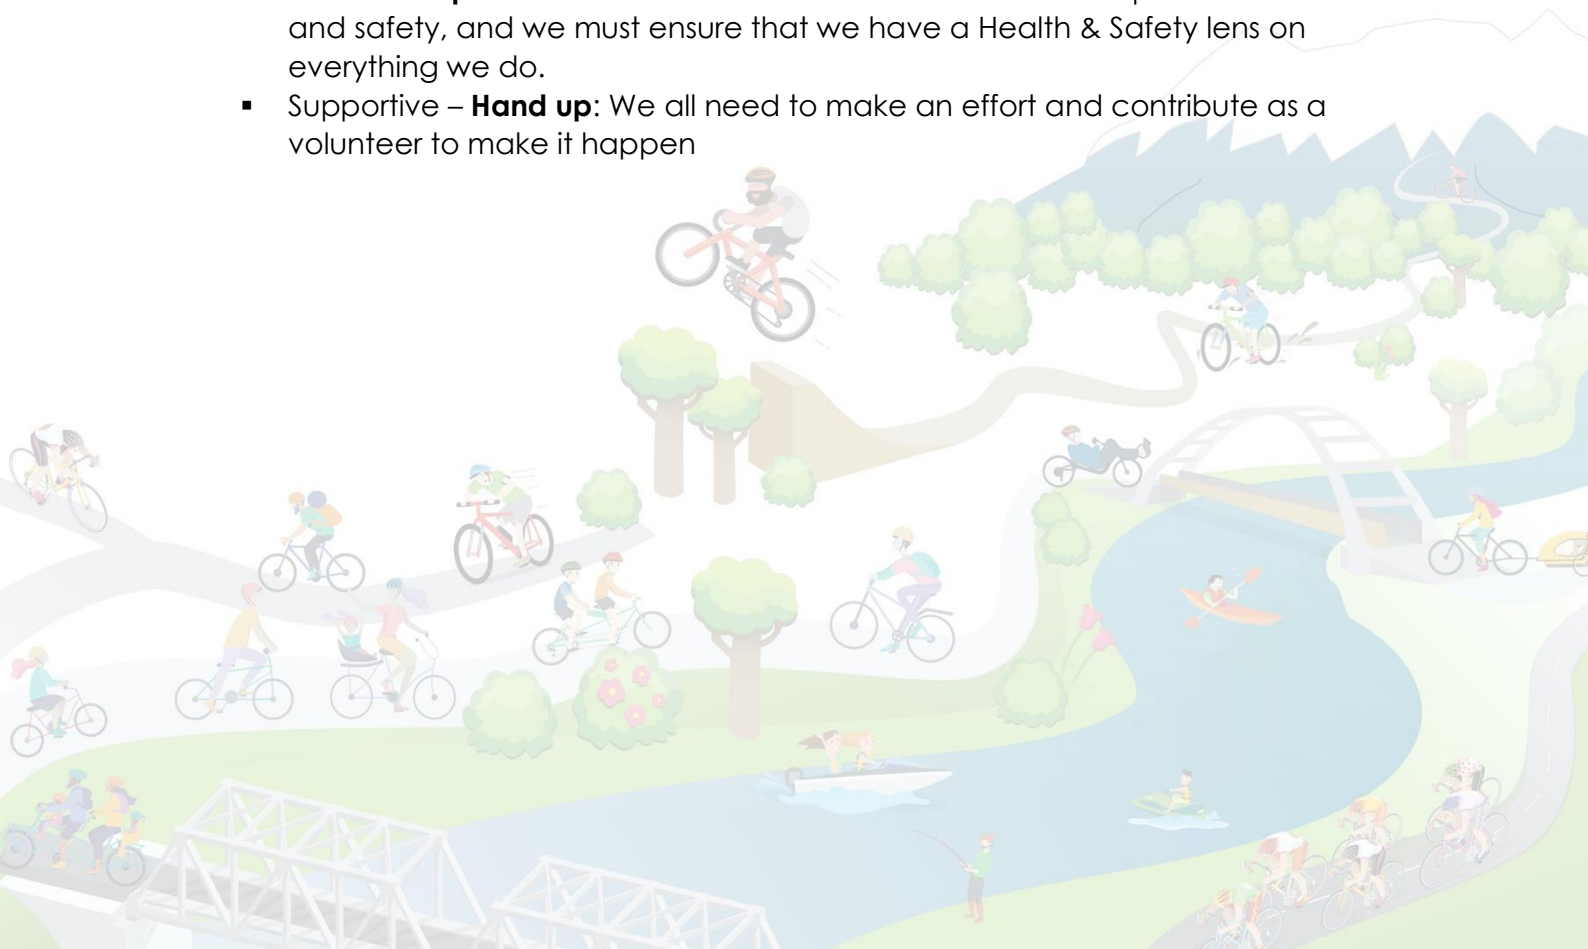 and safety, and we must ensure that we have a Health & Safety lens on
everything we do.
▪ Supportive – Hand up: We all need to make an effort and contribute as a
volunteer to make it happen